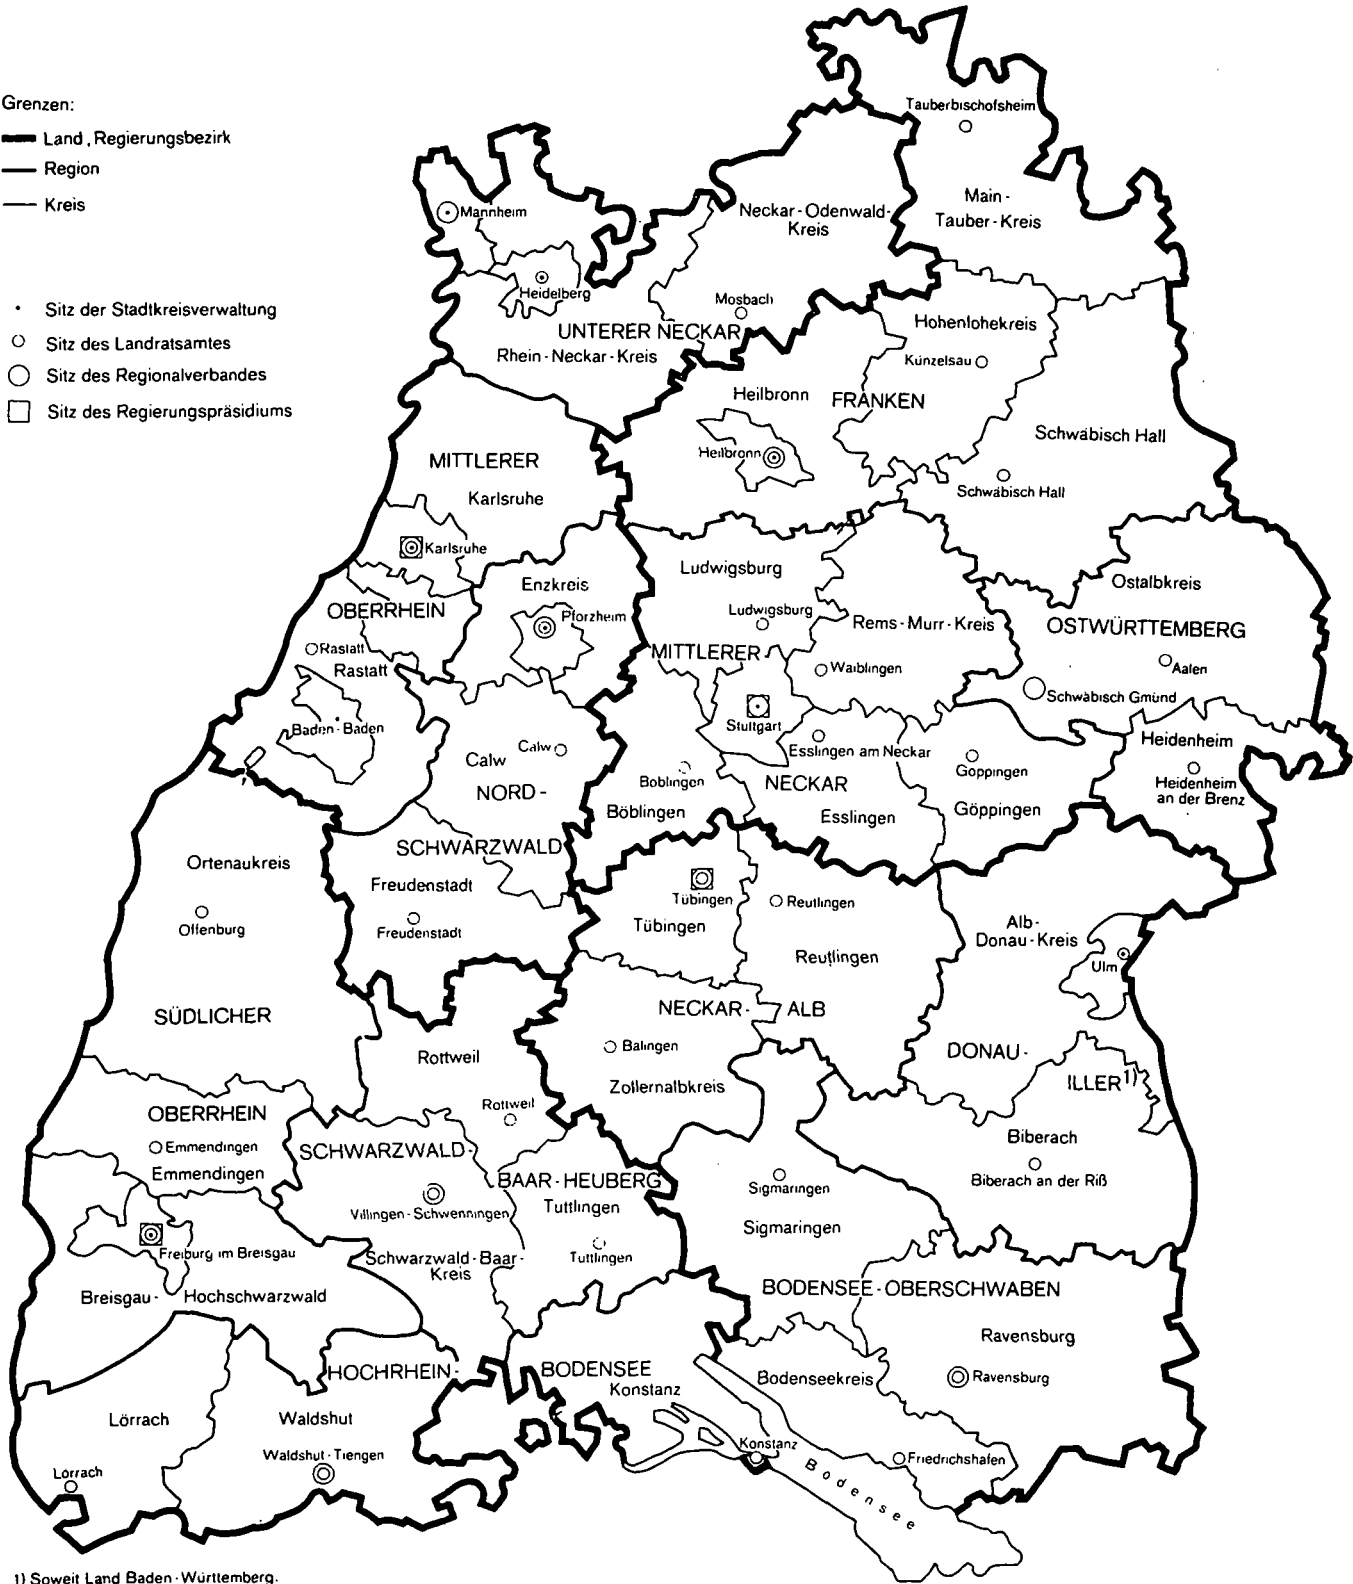 Grenzen:
Land, Regierungsbezirk
Region
Kreis
Sitz der Stadtkreisverwaltung
Sitz des Landratsamtes
Sitz des Regionalverbandes
Sitz des Regierungspräsidiums
Tauberbischofsheim
Main-
Tauber-Kreis
Mannheim
Neckar-Odenwald-
Kreis
Heidelberg
Mosbach
UNTERER NECKAR
Rhein-Neckar-Kreis
Hohenlohekreis
Künzelsau
Heilbronn
FRANKEN
Schwäbisch Hall
Heilbronn
Schwäbisch Hall
MITTLERER
Karlsruhe
Karlsruhe
Ludwigsburg
Enzkreis
Ostalbkreis
OBERRHEIN
Pforzheim
Ludwigsburg
Rems-Murr-Kreis
OSTWÜRTTEMBERG
Rastatt
Rastatt
MITTLERER
Waiblingen
Aalen
Schwäbisch Gmünd
Baden-Baden
Stuttgart
Calw
Calw
Esslingen am Neckar
Heidenheim
Göppingen
Böblingen
NECKAR
Heidenheim
an der Brenz
NORD-
Böblingen
Esslingen
Göppingen
SCHWARZWALD
Ortenaukreis
Freudenstadt
Tübingen
Reutlingen
Offenburg
Freudenstadt
Tübingen
Alb-
Donau-Kreis
Reutlingen
Ulm
SÜDLICHER
NECKAR-
ALB
Rottweil
Balingen
DONAU-
Zollernalbkreis
ILLER1)
OBERRHEIN
Rottweil
Emmendingen
Biberach
SCHWARZWALD-
Emmendingen
BAAR-HEUBERG
Biberach an der Riß
Sigmaringen
Villingen-Schwenningen
Tuttlingen
Sigmaringen
Freiburg im Breisgau
Schwarzwald-Baar-
Kreis
Tuttlingen
BODENSEE-OBERSCHWABEN
Breisgau-
Hochschwarzwald
Ravensburg
HOCHRHEIN-
BODENSEE
Bodenseekreis
Ravensburg
Konstanz
Lörrach
Waldshut
Konstanz
Waldshut-Tiengen
Friedrichshafen
Lörrach
Bodensee
1) Soweit Land Baden-Württemberg.